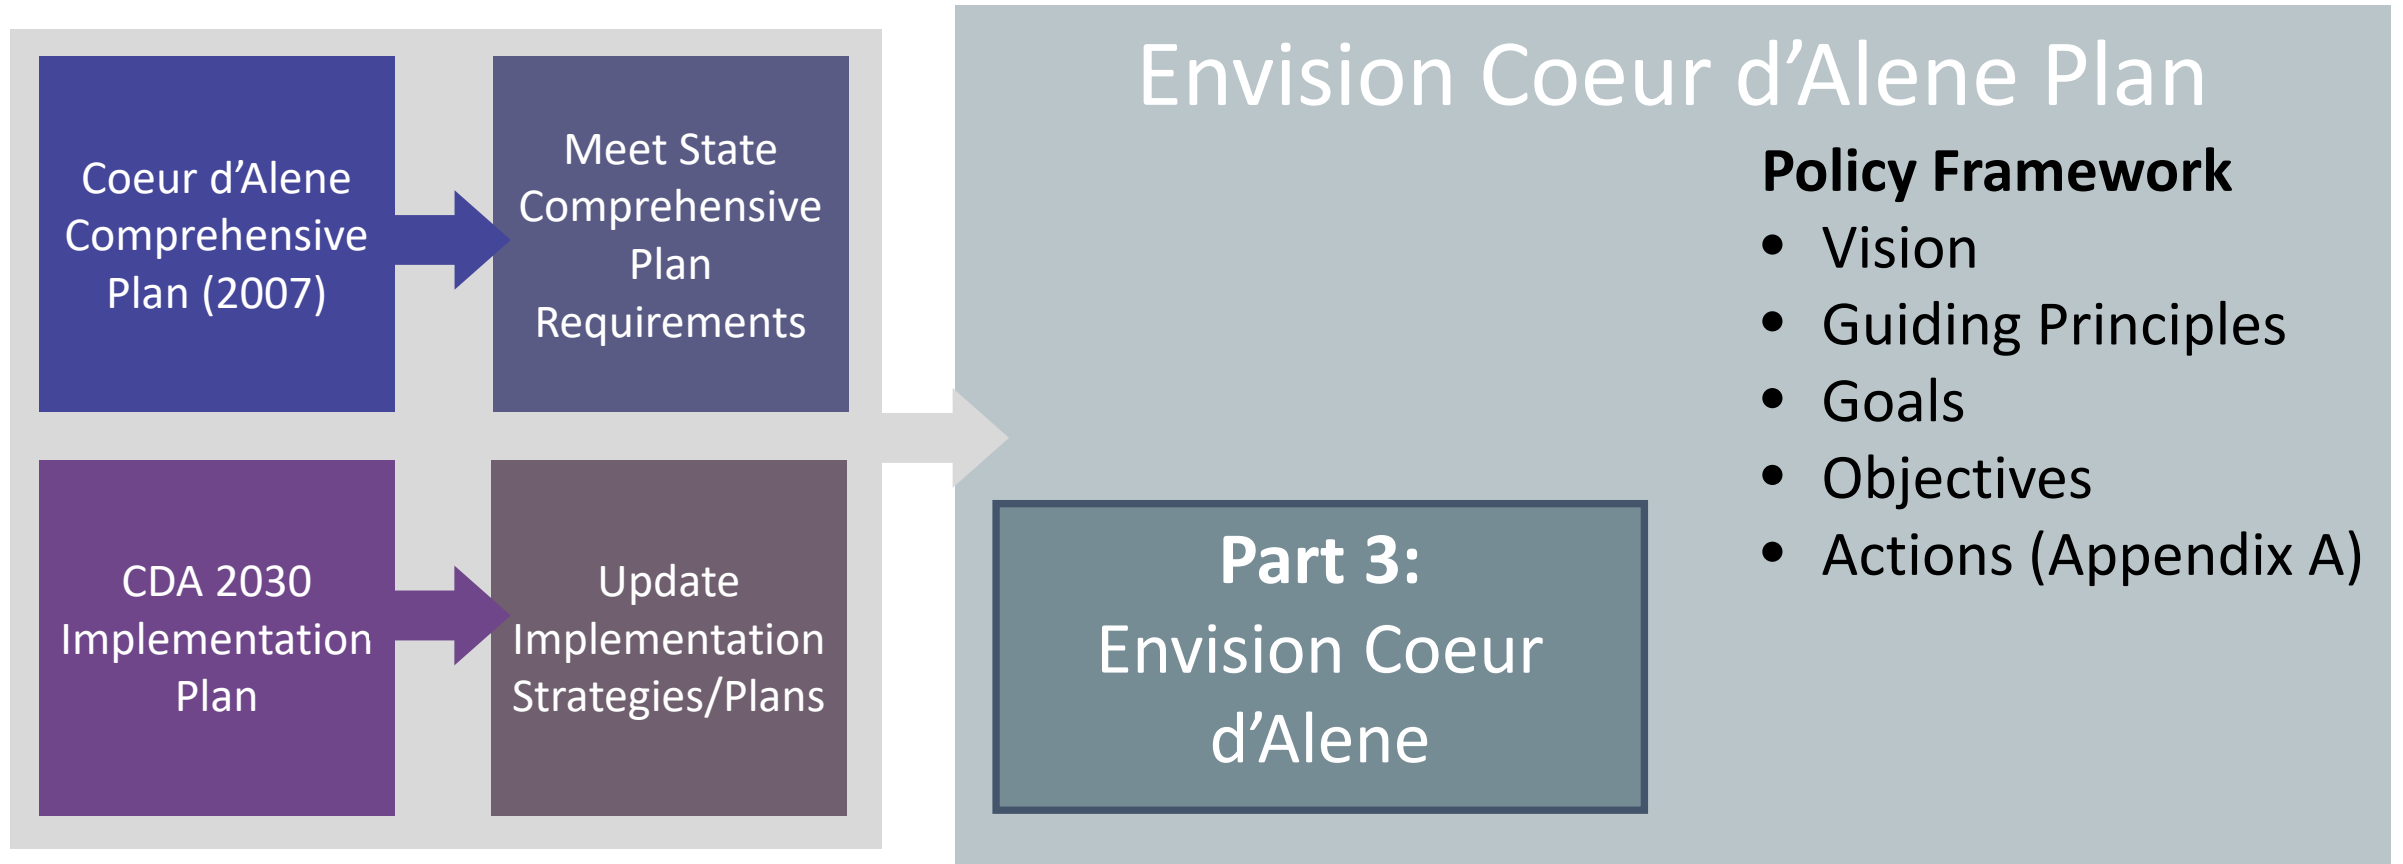 Coeur d’Alene
Comprehensive
Plan (2007)
Meet State
Comprehensive
Plan
Requirements
CDA 2030
Implementation
Plan
Update
Implementation
Strategies/Plans
Envision Coeur d’Alene Plan
Policy Framework
• Vision
• Guiding Principles
• Goals
• Objectives
• Actions (Appendix A)
Part 3:
Envision Coeur
d’Alene